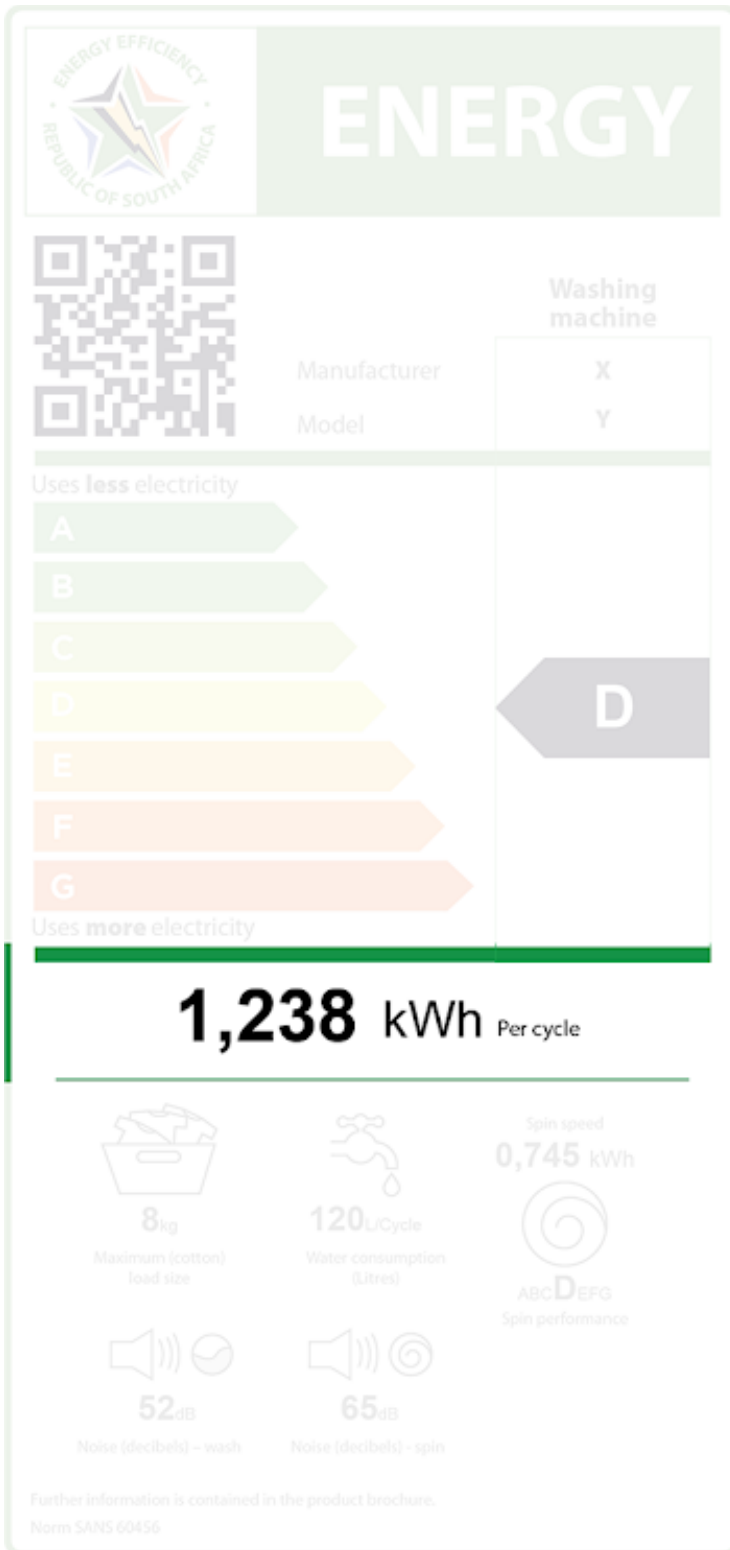 ENERGY EFFICIENCY
REPUBLIC OF SOUTH AFRICA
ENERGY
Washing
machine
Manufacturer X
Model Y
Uses less electricity
A
B
C
D
D
E
F
G
Uses more electricity
1,238 kWh Per cycle
8kg
Maximum (cotton)
load size
120L/Cycle
Water consumption
(Litres)
Spin speed
0,745 kWh
ABCDEFG
Spin performance
52dB
Noise (decibels) – wash
65dB
Noise (decibels) - spin
Further information is contained in the product brochure.
Norm SANS 60456